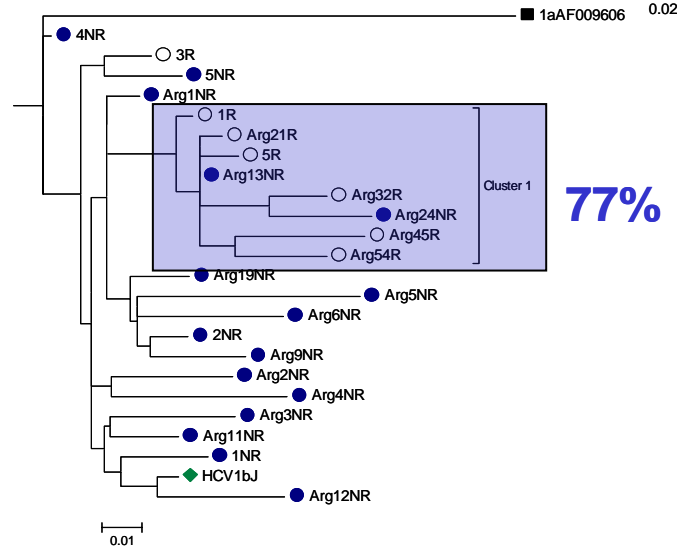 1aAF009606
0.02
4NR
3R
5NR
Arg1NR
1R
Arg21R
5R
Arg13NR
Cluster 1
77%
Arg32R
Arg24NR
Arg45R
Arg54R
Arg19NR
Arg5NR
Arg6NR
2NR
Arg9NR
Arg2NR
Arg4NR
Arg3NR
Arg11NR
1NR
HCV1bJ
Arg12NR
0.01